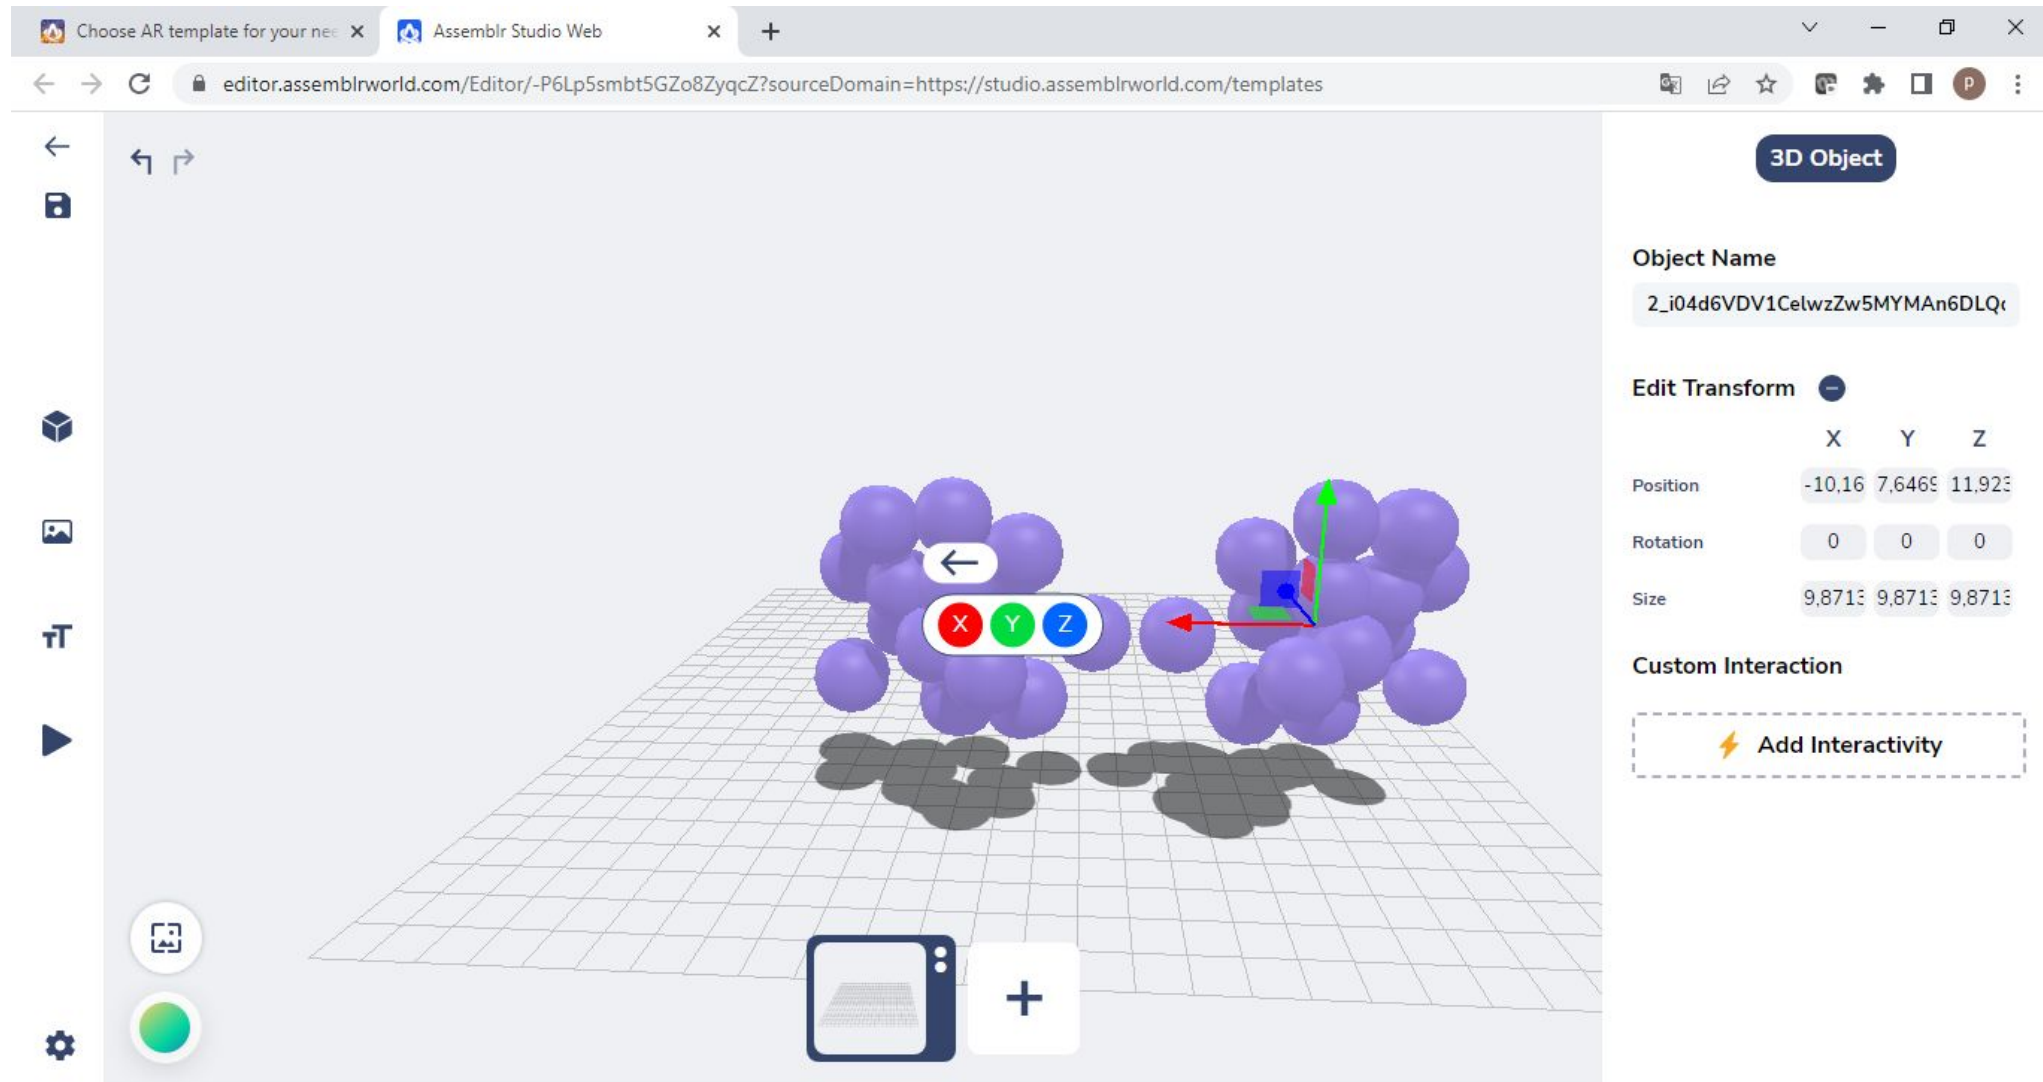 Choose AR template for your nee
Assemblr Studio Web
editor.assemblrworld.com/Editor/-P6Lp5smbt5GZo8ZyqcZ?sourceDomain=https://studio.assemblrworld.com/templates
P
3D Object
Object Name
2_i04d6VDV1CelwzZw5MYMAn6DLQ
Edit Transform
X Y Z
Position -10,16 7,6469 11,923
Rotation 0 0 0
Size 9,8713 9,8713 9,8713
Custom Interaction
Add Interactivity
X Y Z
TT